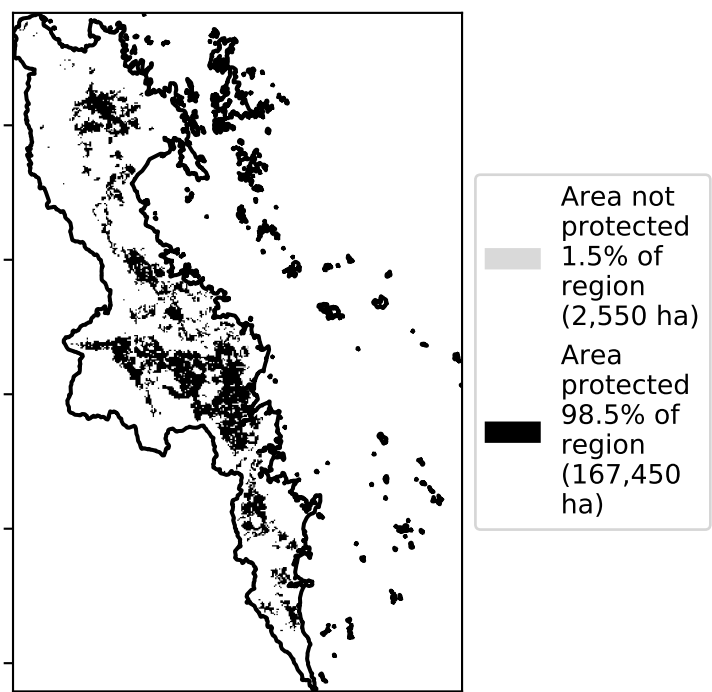 Area not
protected
1.5% of
region
(2,550 ha)
Area
protected
98.5% of
region
(167,450
ha)